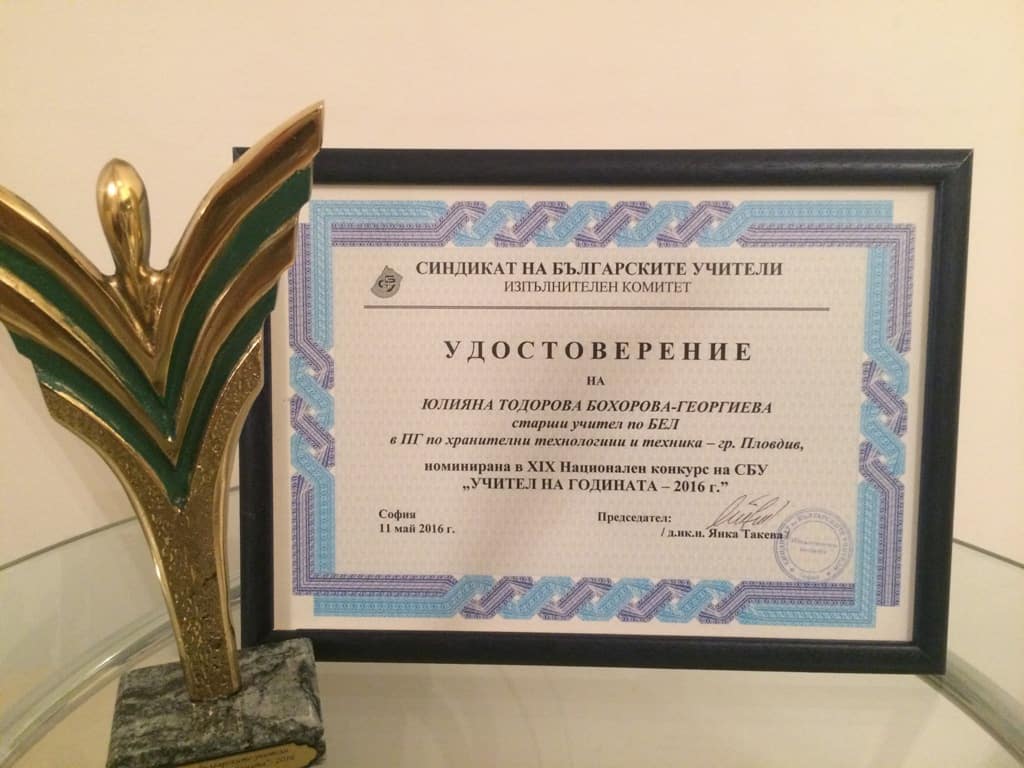 СИНДИКАТ НА БЪЛГАРСКИТЕ УЧИТЕЛИ
ИЗПЪЛНИТЕЛЕН КОМИТЕТ
УДОСТОВЕРЕНИЕ
НА
ЮЛИЯНА ТОДОРОВА БОХОРОВА-ГЕОРГИЕВА
старши учител по БЕЛ
в ПГ по хранителни технологиии и техника – гр. Пловдив,
номинирана в XIX Национален конкурс на СБУ
„УЧИТЕЛ НА ГОДИНАТА – 2016 г.”
София
11 май 2016 г.
Председател:
/ д.ик.н. Янка Такева